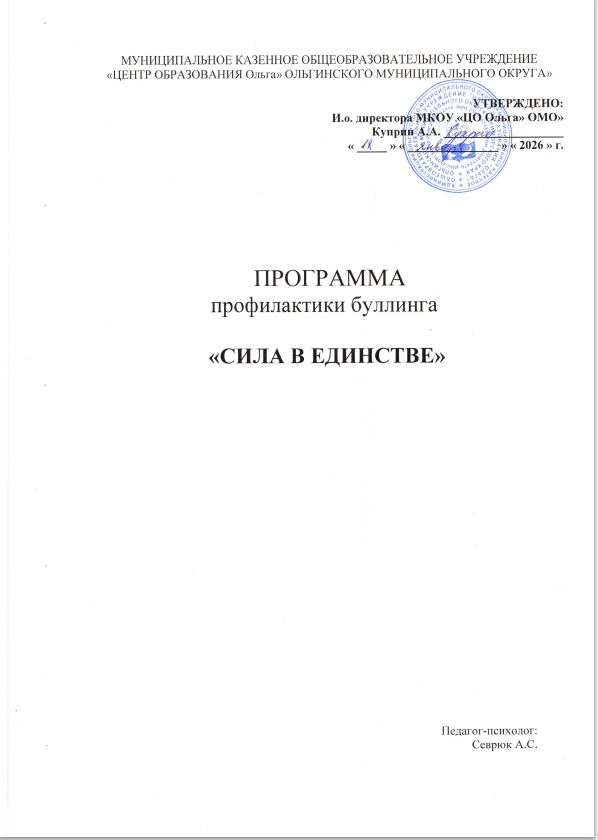 МУНИЦИПАЛЬНОЕ КАЗЕННОЕ ОБЩЕОБРАЗОВАТЕЛЬНОЕ УЧРЕЖДЕНИЕ
«ЦЕНТР ОБРАЗОВАНИЯ Ольга» ОЛЬГИНСКОГО МУНИЦИПАЛЬНОГО ОКРУГА»
УТВЕРЖДЕНО:
И.о. директора МКОУ «ЦО Ольга» ОМО»
Куприн А.А.
« 18 » « января » « 2026 » г.
ПРОГРАММА
профилактики буллинга
«СИЛА В ЕДИНСТВЕ»
Педагог-психолог:
Севрюк А.С.